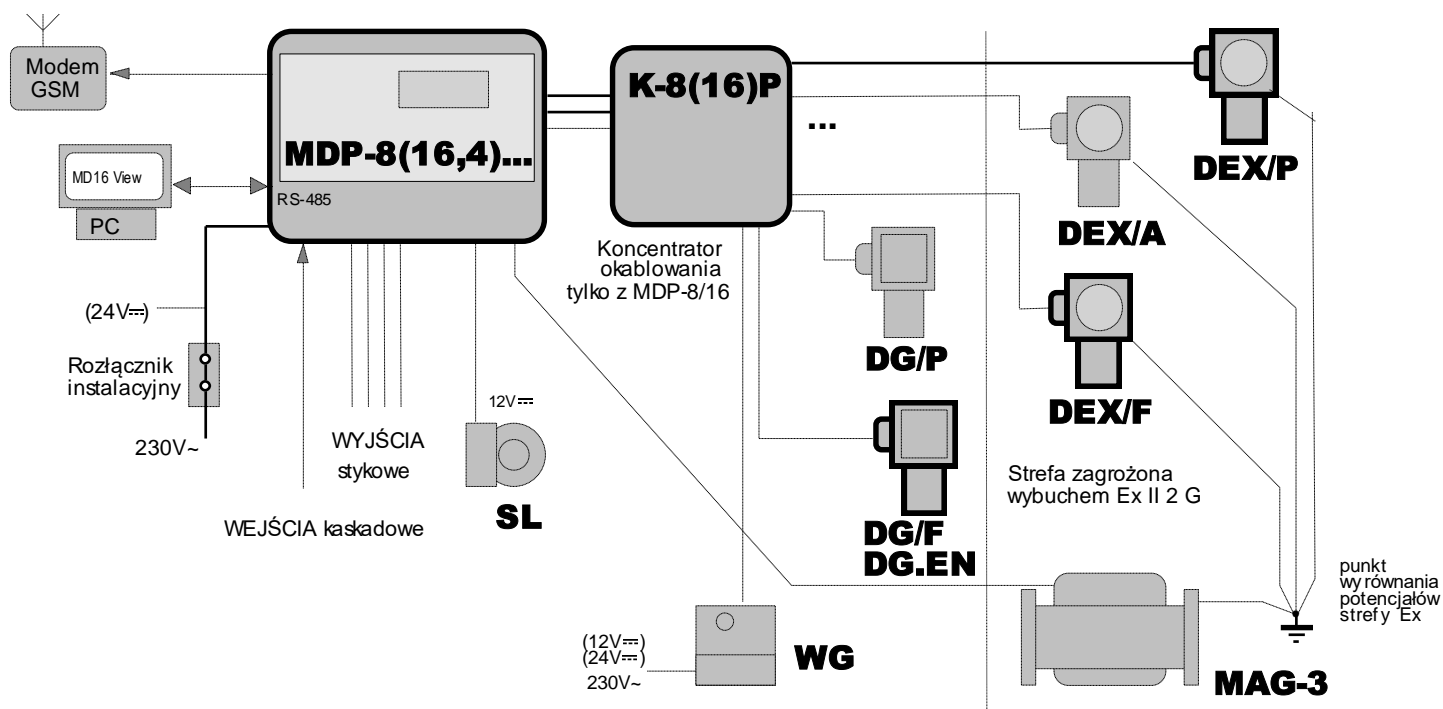 Modem
GSM
MD16 View
PC
MDP-8(16,4)...
RS-485
K-8(16)P
...
Koncentrator
okablowania
tylko z MDP-8/16
DEX/P
DEX/A
DEX/F
DG/P
DG/F
DG.EN
(24V⎓)
Rozłącznik
instalacyjny
230V~
WYJŚCIA
stykowe
WEJŚCIA kaskadowe
12V⎓
SL
Strefa zagrożona
wybuchem Ex II 2 G
(12V⎓)
(24V⎓)
230V~
WG
MAG-3
punkt
wyrównania
potencjałów
strefy Ex